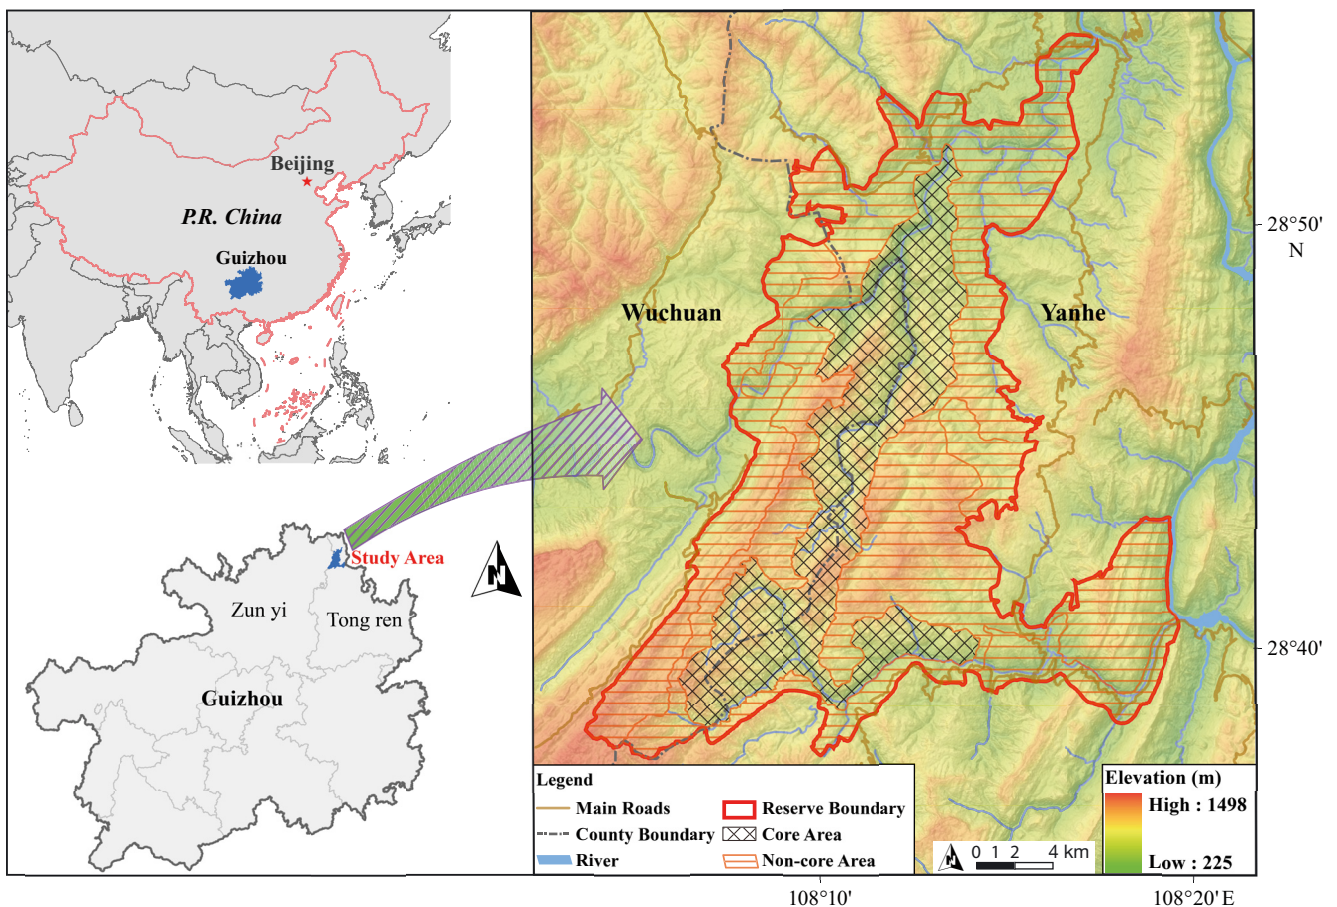 Beijing
P.R. China
Guizhou
Study Area
Zun yi
Tong ren
Guizhou
N
Wuchuan
Yanhe
28°50'
N
28°40'
108°10'
108°20' E
Legend
Main Roads
County Boundary
River
Reserve Boundary
Core Area
Non-core Area
N
0 1 2 4 km
Elevation (m)
High : 1498
Low : 225